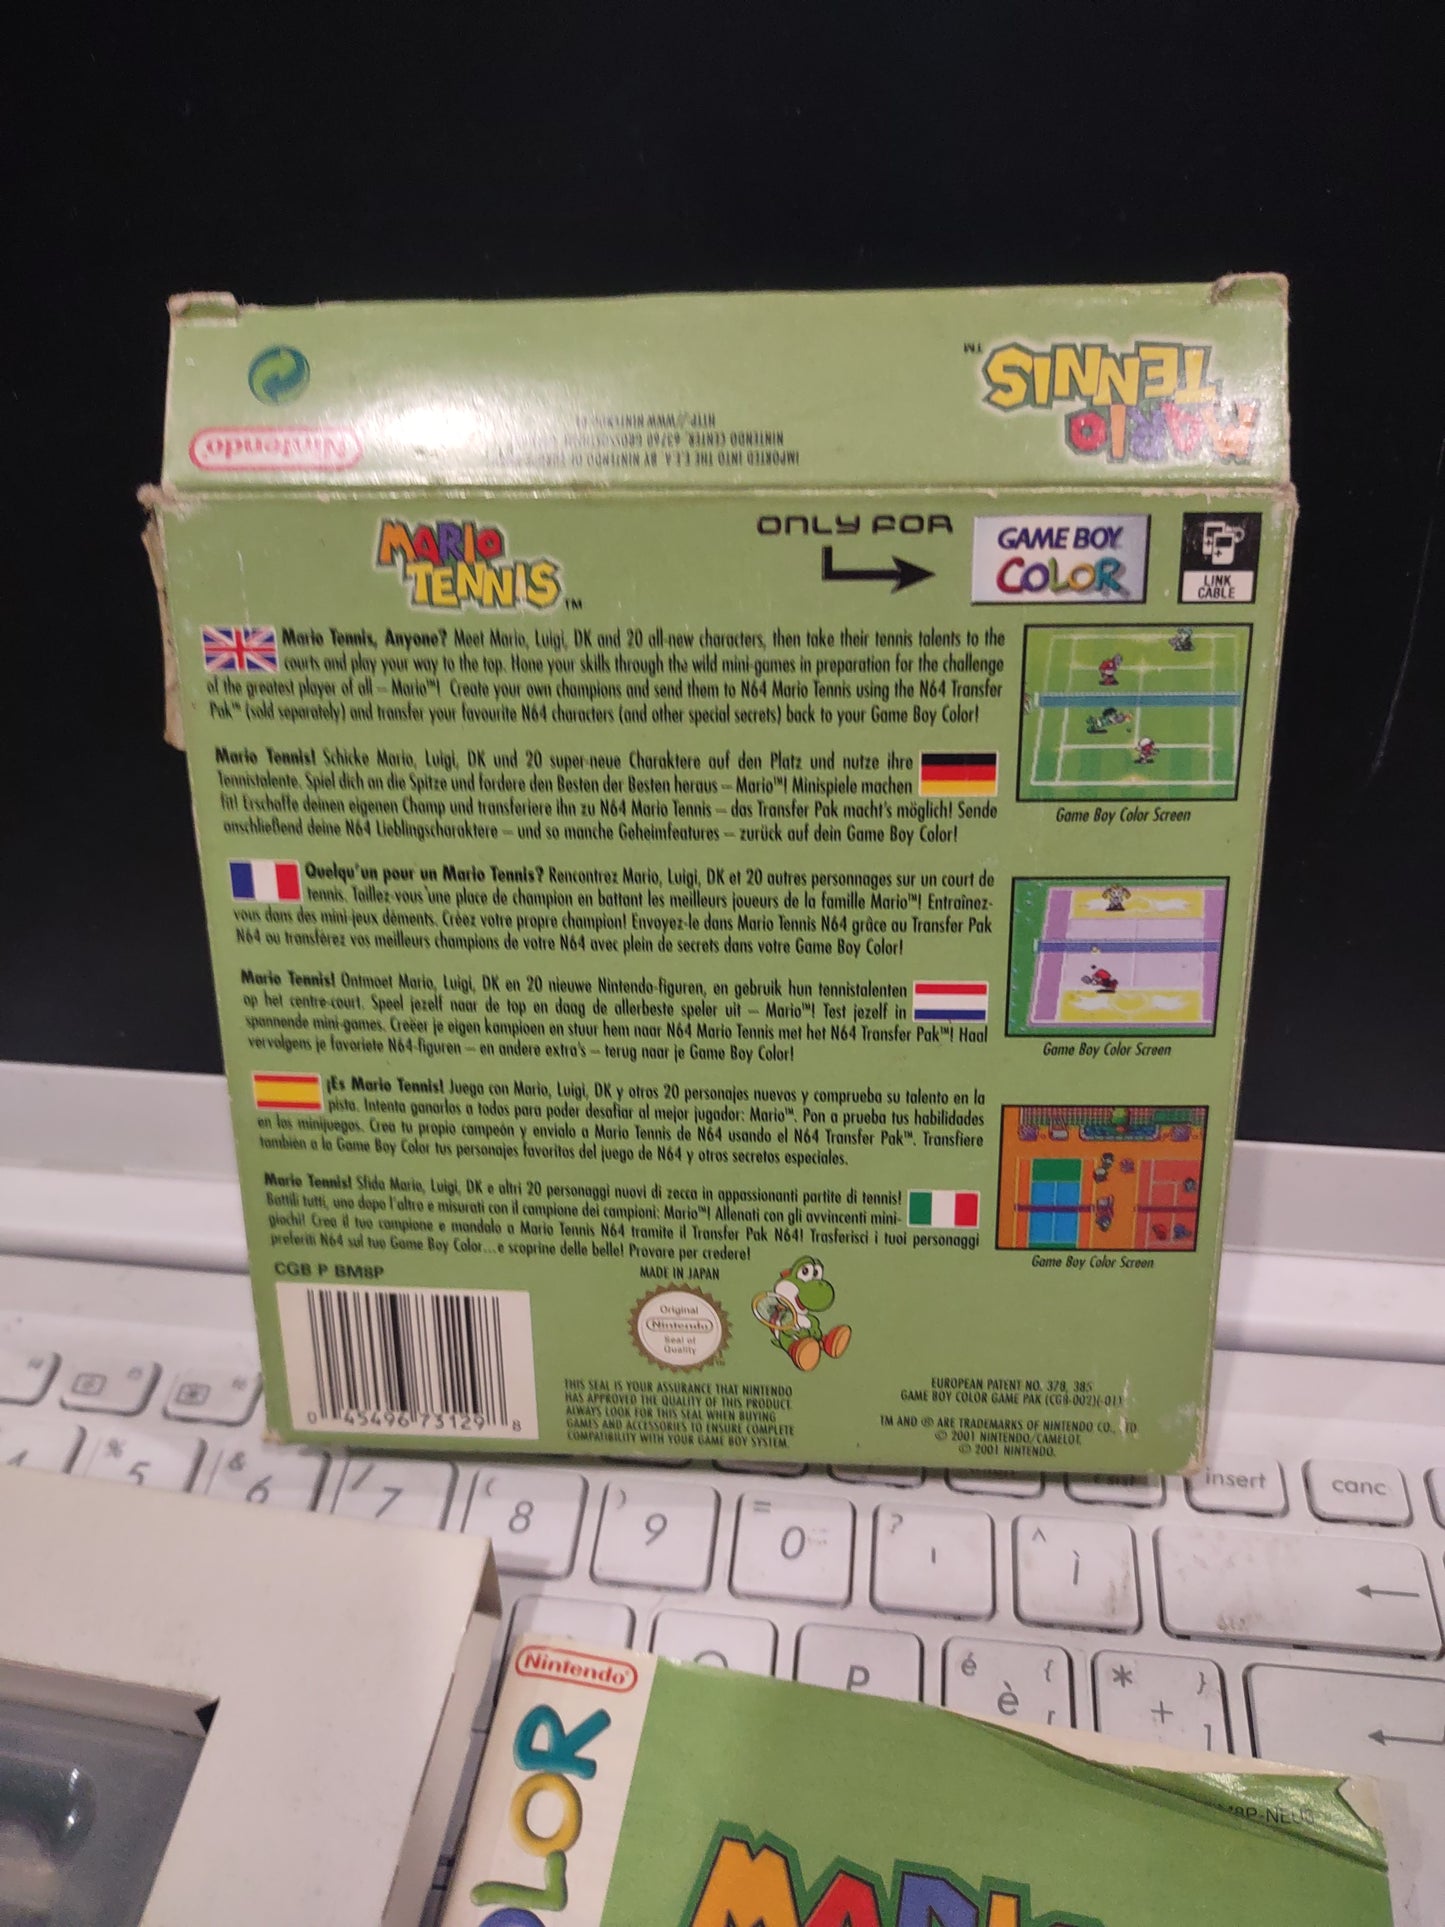 MARIO
TENNIS™
Nintendo
IMPORTED INTO THE E.E.A. BY NINTENDO OF
NINTENDO CENTER, 63760
HTTP://WWW.NINTENDO
MARIO
TENNIS™
ONLY FOR
GAME BOY
COLOR
LINK
CABLE
Mario Tennis, Anyone? Meet Mario, Luigi, DK and 20 all-new characters, then take their tennis talents to the
courts and play your way to the top. Hone your skills through the wild mini-games in preparation for the challenge
of the greatest player of all – Mario™! Create your own champions and send them to N64 Mario Tennis using the N64 Transfer
Pak™ (sold separately) and transfer your favourite N64 characters (and other special secrets) back to your Game Boy Color!
Game Boy Color Screen
Mario Tennis! Schicke Mario, Luigi, DK und 20 super-neue Charaktere auf den Platz und nutze ihre
Tennistalente. Spiel dich an die Spitze und fordere den Besten der Besten heraus – Mario™! Minispiele machen
fit! Erschaffe deinen eigenen Champ und transferiere ihn zu N64 Mario Tennis – das Transfer Pak macht's möglich! Sende
anschließend deine N64 Lieblingscharaktere – und so manche Geheimfeatures – zurück auf dein Game Boy Color!
Quelqu'un pour un Mario Tennis? Rencontrez Mario, Luigi, DK et 20 autres personnages sur un court de
tennis. Taillez-vous une place de champion en battant les meilleurs joueurs de la famille Mario™! Entraînez-
vous dans des mini-jeux déments. Créez votre propre champion! Envoyez-le dans Mario Tennis N64 grâce au Transfer Pak
N64 ou transférez vos meilleurs champions de votre N64 avec plein de secrets dans votre Game Boy Color!
Game Boy Color Screen
Mario Tennis! Ontmoet Mario, Luigi, DK en 20 nieuwe Nintendo-figuren, en gebruik hun tennistalenten
op het centre-court. Speel jezelf naar de top en daag de allerbeste speler uit – Mario™! Test jezelf in
spannende mini-games. Creëer je eigen kampioen en stuur hem naar N64 Mario Tennis met het N64 Transfer Pak™! Haal
vervolgens je favoriete N64-figuren – en andere extra's – terug naar je Game Boy Color!
¡Es Mario Tennis! Juega con Mario, Luigi, DK y otros 20 personajes nuevos y comprueba su talento en la
pista. Intenta ganarlos a todos para poder desafiar al mejor jugador: Mario™. Pon a prueba tus habilidades
en los minijuegos. Crea tu propio campeón y envíalo a Mario Tennis de N64 usando el N64 Transfer Pak™. Transfiere
también a la Game Boy Color tus personajes favoritos del juego de N64 y otros secretos especiales.
Mario Tennis! Sfida Mario, Luigi, DK e altri 20 personaggi nuovi di zecca in appassionanti partite di tennis!
Battili tutti, uno dopo l'altro e misurati con il campione dei campioni: Mario™! Allenati con gli avvincenti mini-
giochi! Crea il tuo campione e mandalo a Mario Tennis N64 tramite il Transfer Pak N64! Trasferisci i tuoi personaggi
preferiti N64 sul tuo Game Boy Color...e scoprine delle belle! Provare per credere!
Game Boy Color Screen
CGB P BM8P
MADE IN JAPAN
Original
Nintendo
Seal of
Quality
0 45496 73129 8
THIS SEAL IS YOUR ASSURANCE THAT NINTENDO
HAS APPROVED THE QUALITY OF THIS PRODUCT.
ALWAYS LOOK FOR THIS SEAL WHEN BUYING
GAMES AND ACCESSORIES TO ENSURE COMPLETE
COMPATIBILITY WITH YOUR GAME BOY SYSTEM.
EUROPEAN PATENT NO. 378, 385
GAME BOY COLOR GAME PAK (CGB-002)(-01)
TM AND ® ARE TRADEMARKS OF NINTENDO CO., LTD
© 2001 NINTENDO/CAMELOT.
© 2001 NINTENDO.
insert
canc
% 5
& 6
/ 7
( 8
) 9
= 0
? '
^ ì
P
é è { [
* + } ]
Nintendo
COLOR
MARIO